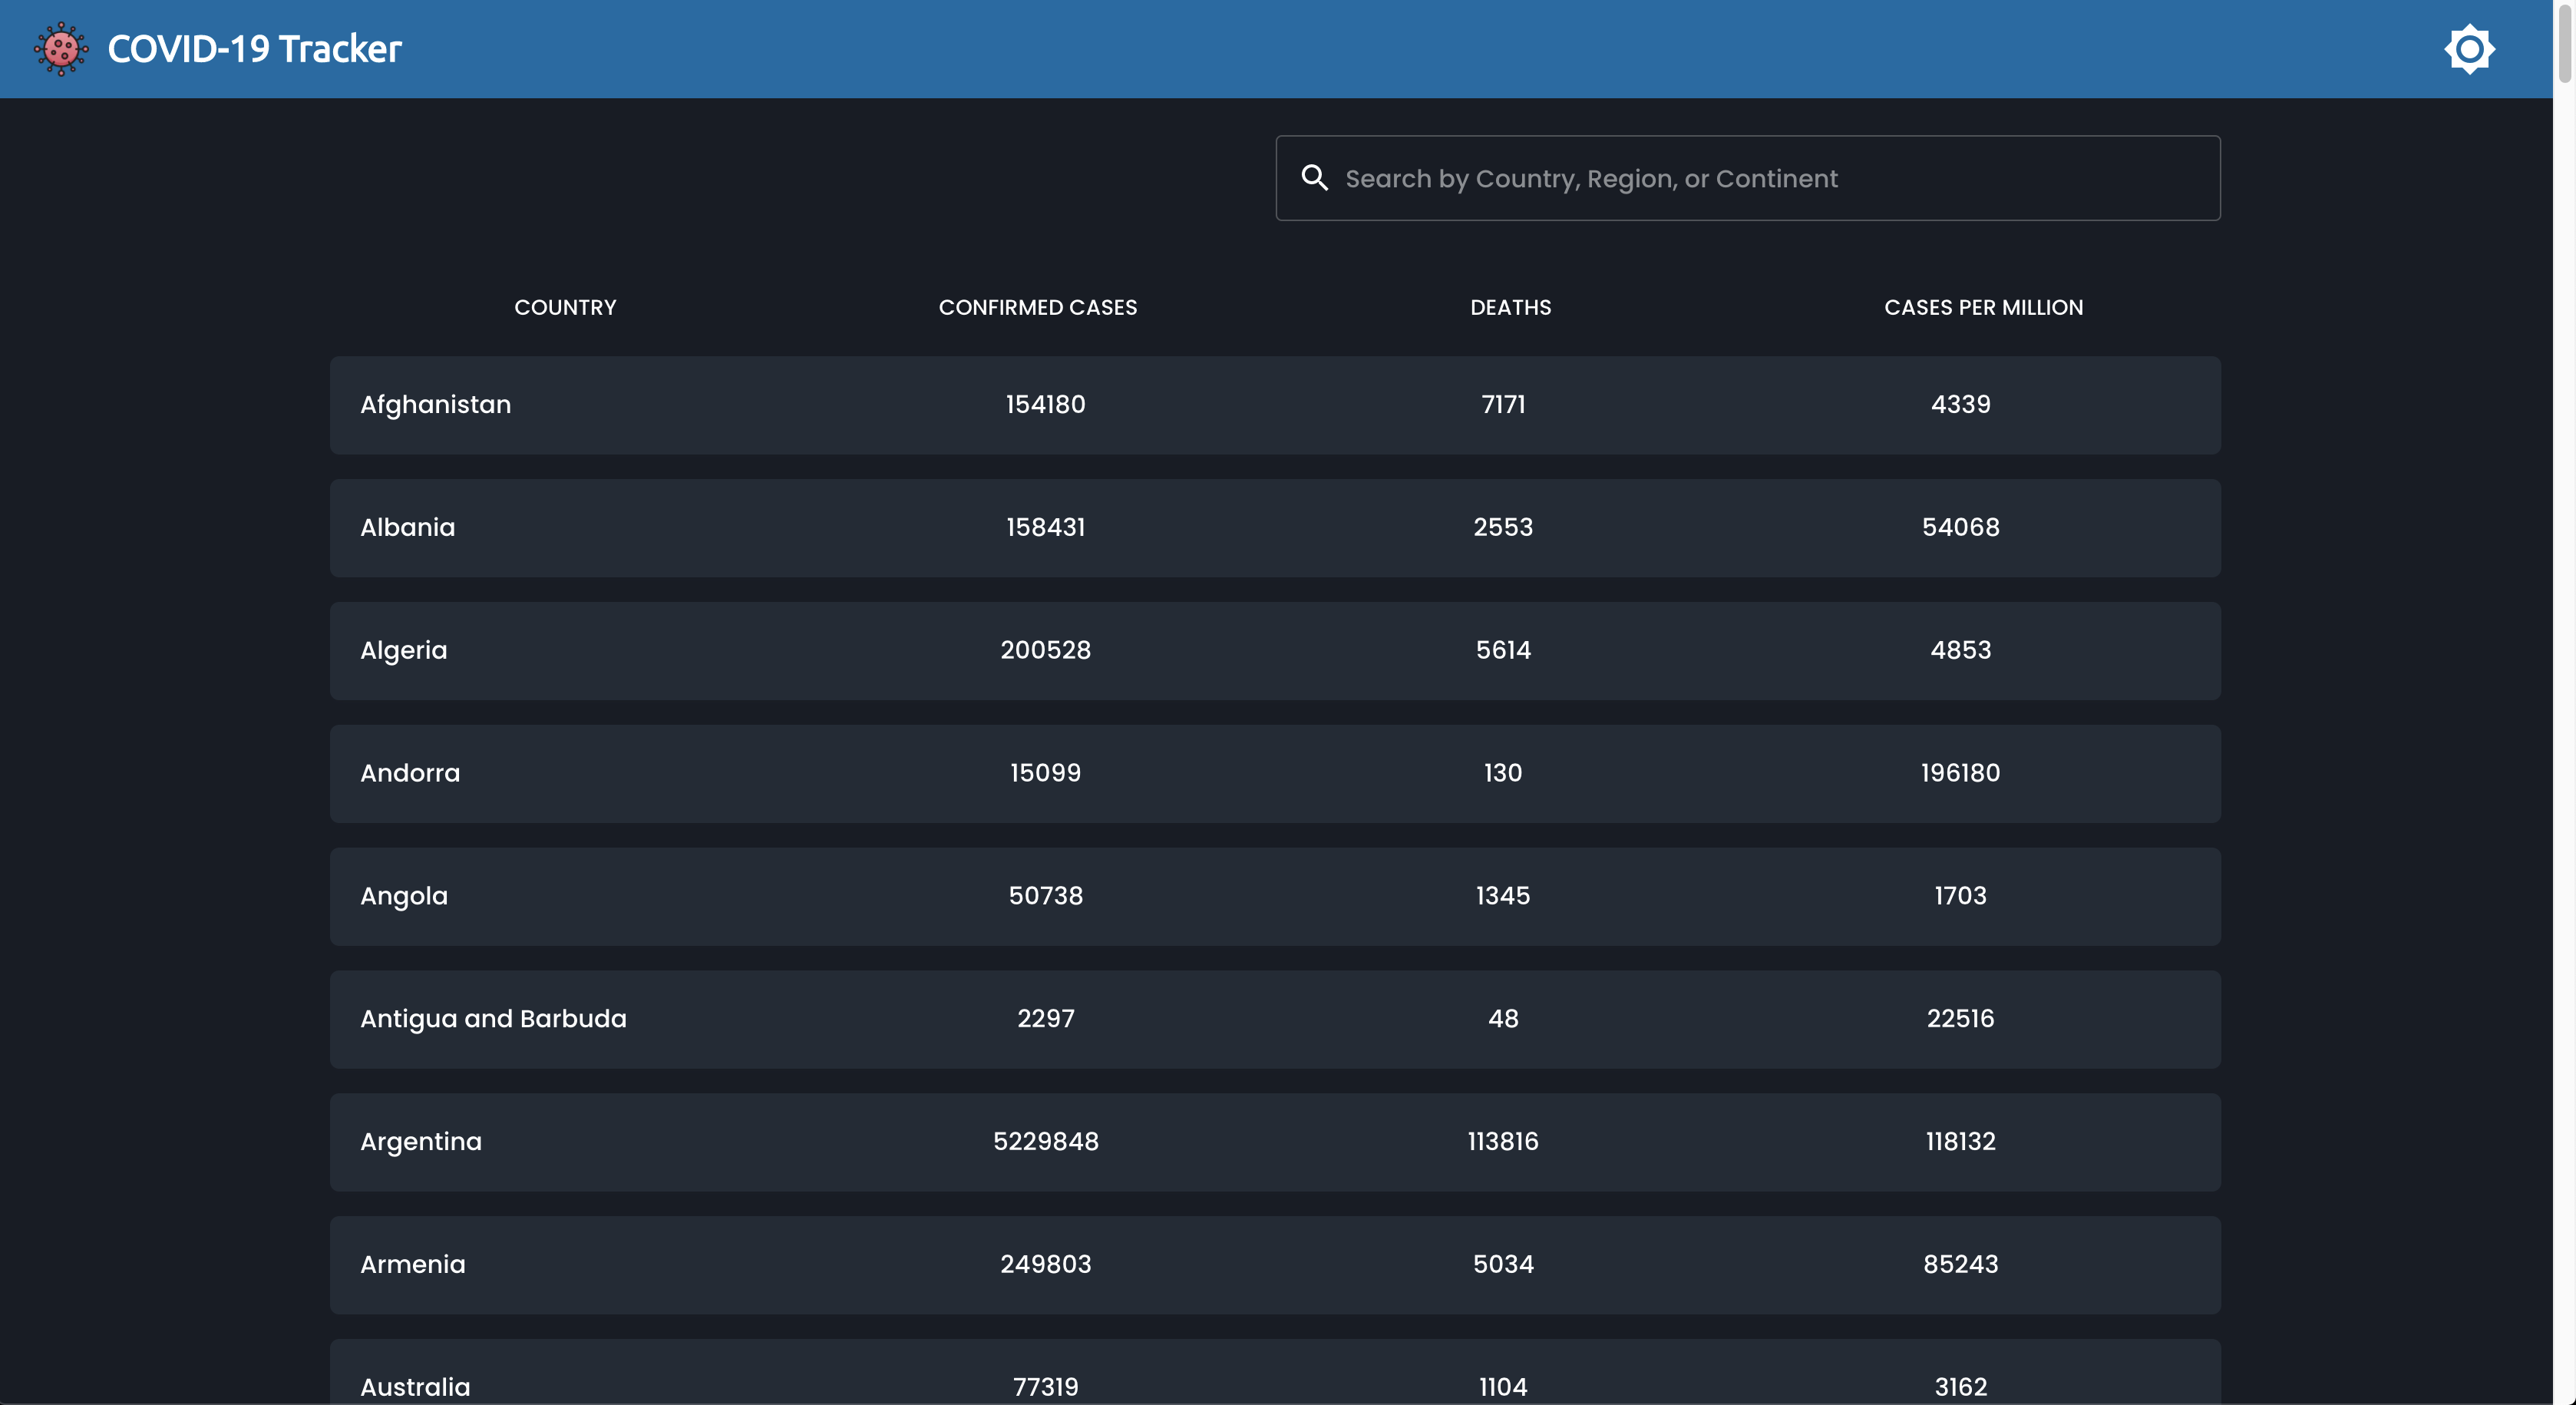 COVID-19 Tracker
Search by Country, Region, or Continent
COUNTRY CONFIRMED CASES DEATHS CASES PER MILLION
Afghanistan 154180 7171 4339
Albania 158431 2553 54068
Algeria 200528 5614 4853
Andorra 15099 130 196180
Angola 50738 1345 1703
Antigua and Barbuda 2297 48 22516
Argentina 5229848 113816 118132
Armenia 249803 5034 85243
Australia 77319 1104 3162